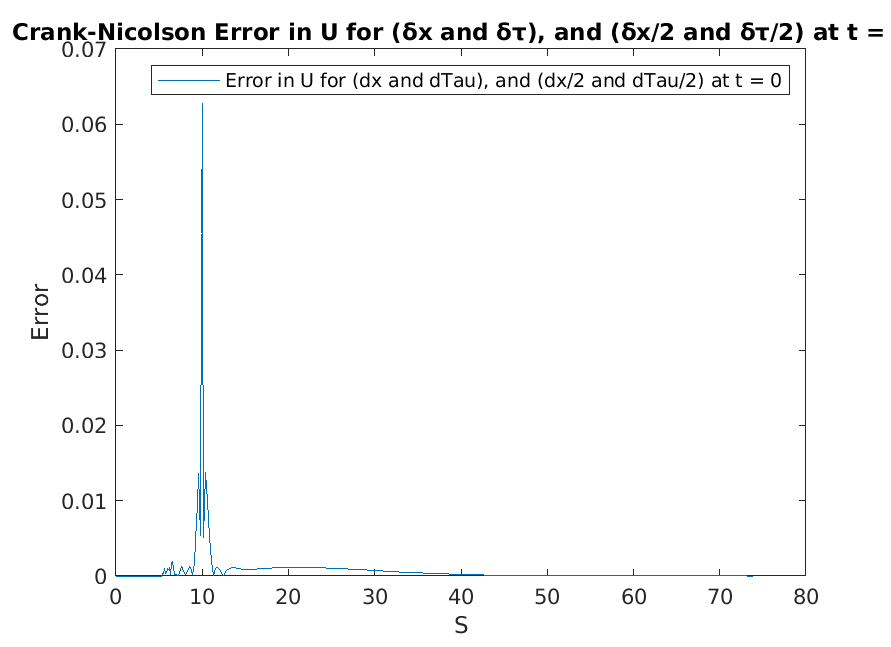 Crank-Nicolson Error in U for (δx and δτ), and (δx/2 and δτ/2) at t =
Error in U for (dx and dTau), and (dx/2 and dTau/2) at t = 0
0.07
0.06
0.05
0.04
0.03
0.02
0.01
0
Error
0 10 20 30 40 50 60 70 80
S